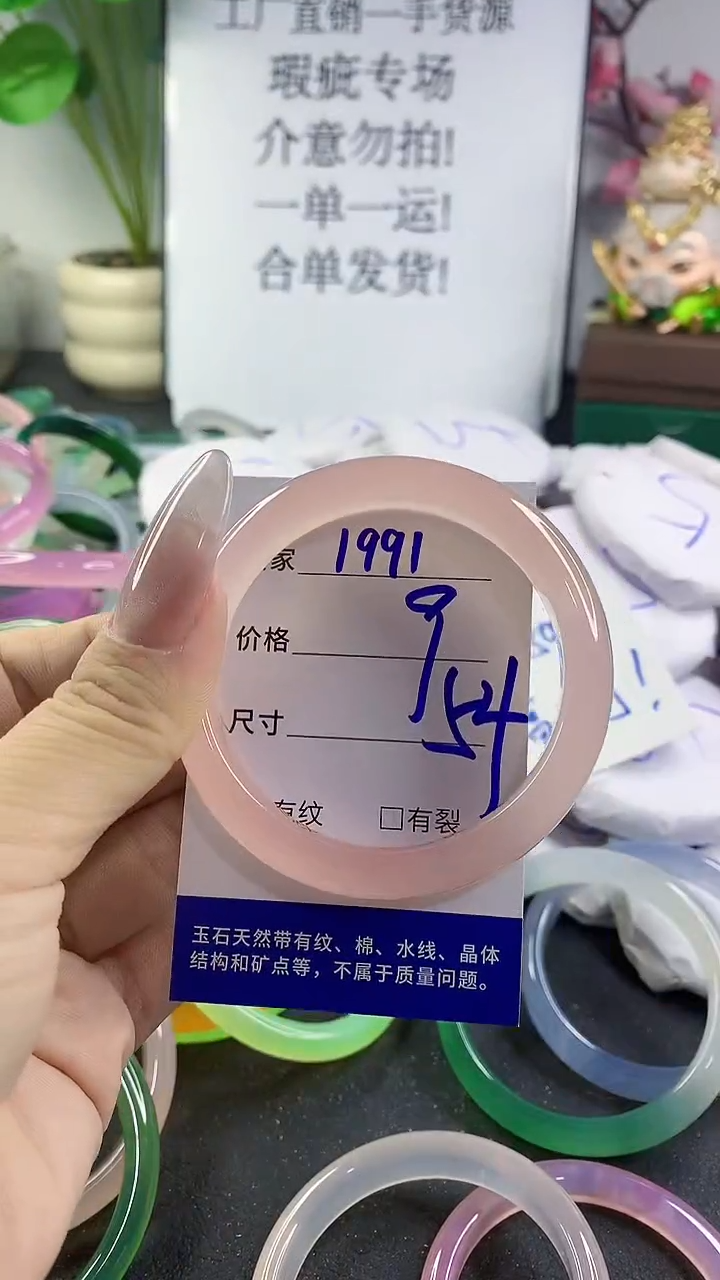 工厂直销一手货源
瑕疵专场
介意勿拍!
一单一运!
合单发货!
家 1991
价格 9
尺寸 54
有纹 □有裂
玉石天然带有纹、棉、水线、晶体
结构和矿点等，不属于质量问题。